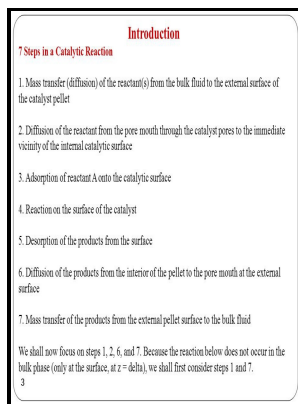 Introduction
7 Steps in a Catalytic Reaction
1. Mass transfer (diffusion) of the reactant(s) from the bulk fluid to the external surface of
the catalyst pellet
2. Diffusion of the reactant from the pore mouth through the catalyst pores to the immediate
vicinity of the internal catalytic surface
3. Adsorption of reactant A onto the catalytic surface
4. Reaction on the surface of the catalyst
5. Desorption of the products from the surface
6. Diffusion of the products from the interior of the pellet to the pore mouth at the external
surface
7. Mass transfer of the products from the external pellet surface to the bulk fluid
We shall now focus on steps 1, 2, 6, and 7. Because the reaction below does not occur in the
bulk phase (only at the surface, at z = delta), we shall first consider steps 1 and 7.
3